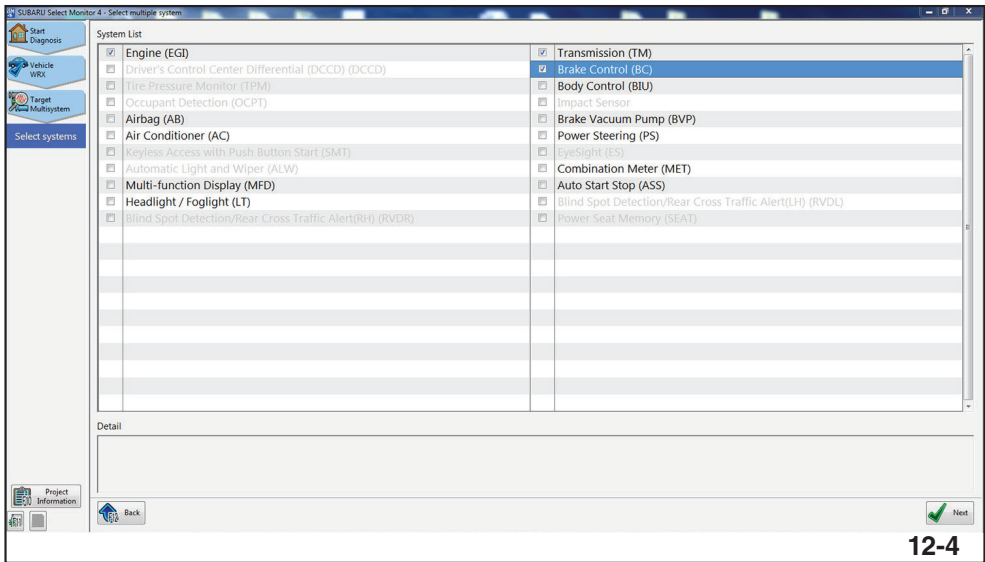 SUBARU Select Monitor 4 - Select multiple system
Start
Diagnosis
Vehicle
WRX
Target
Multisystem
Select systems
System List
Engine (EGI)
Transmission (TM)
Driver's Control Center Differential (DCCD) (DCCD)
Brake Control (BC)
Tire Pressure Monitor (TPM)
Body Control (BIU)
Occupant Detection (OCPT)
Impact Sensor
Airbag (AB)
Brake Vacuum Pump (BVP)
Air Conditioner (AC)
Power Steering (PS)
Keyless Access with Push Button Start (SMT)
EyeSight (ES)
Automatic Light and Wiper (ALW)
Combination Meter (MET)
Multi-function Display (MFD)
Auto Start Stop (ASS)
Headlight / Foglight (LT)
Blind Spot Detection/Rear Cross Traffic Alert(LH) (RVDL)
Blind Spot Detection/Rear Cross Traffic Alert(RH) (RVDR)
Power Seat Memory (SEAT)
Detail
Project
Information
F10
F11
F12
Back
Next
12-4